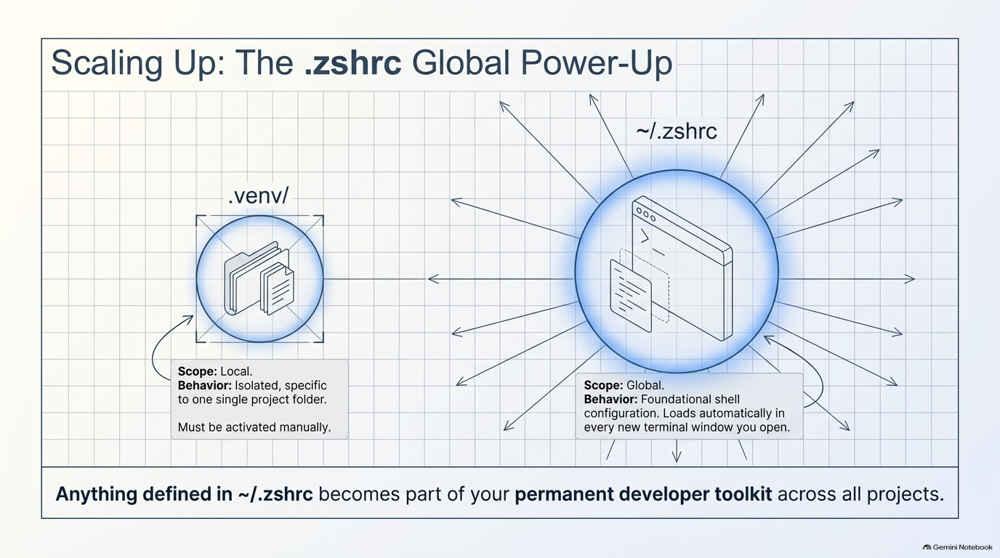 Scaling Up: The .zshrc Global Power-Up
~/.zshrc
.venv/
Scope: Local.
Behavior: Isolated, specific
to one single project folder.
Must be activated manually.
Scope: Global.
Behavior: Foundational shell
configuration. Loads automatically in
every new terminal window you open.
Anything defined in ~/.zshrc becomes part of your permanent developer toolkit across all projects.
Gemini Notebook